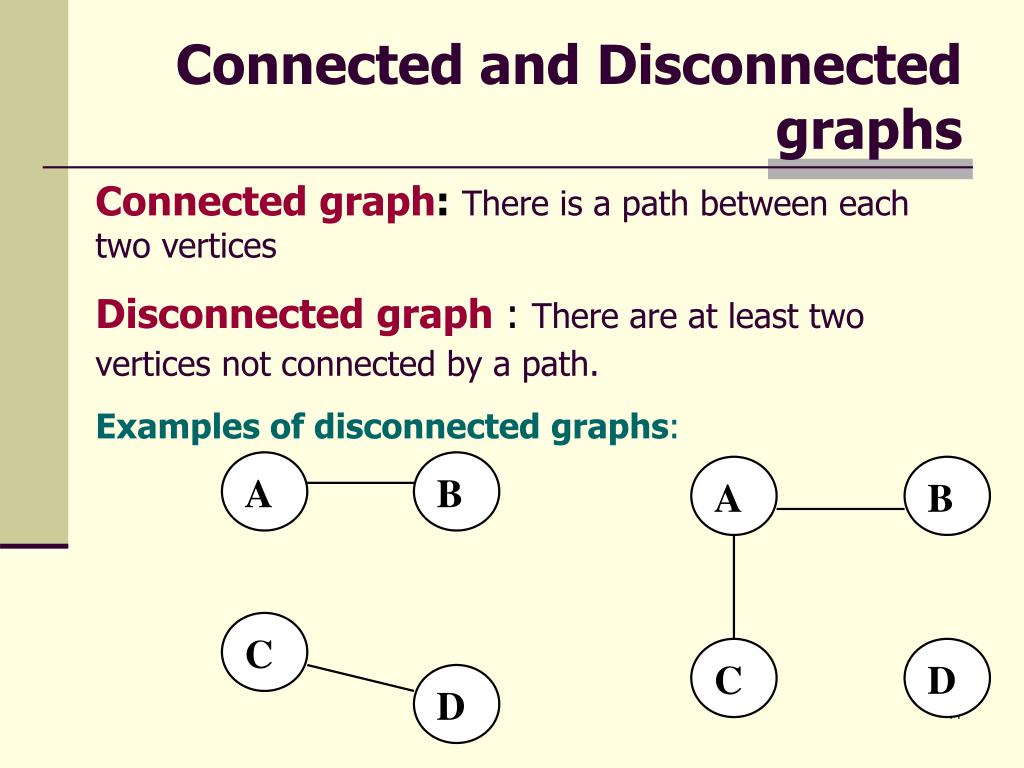 Connected and Disconnected
graphs
Connected graph: There is a path between each
two vertices
Disconnected graph : There are at least two
vertices not connected by a path.
Examples of disconnected graphs:
A B A B
C D C D